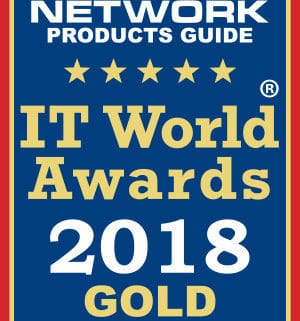 NETWORK
PRODUCTS GUIDE
®
IT World
Awards
2018
GOLD